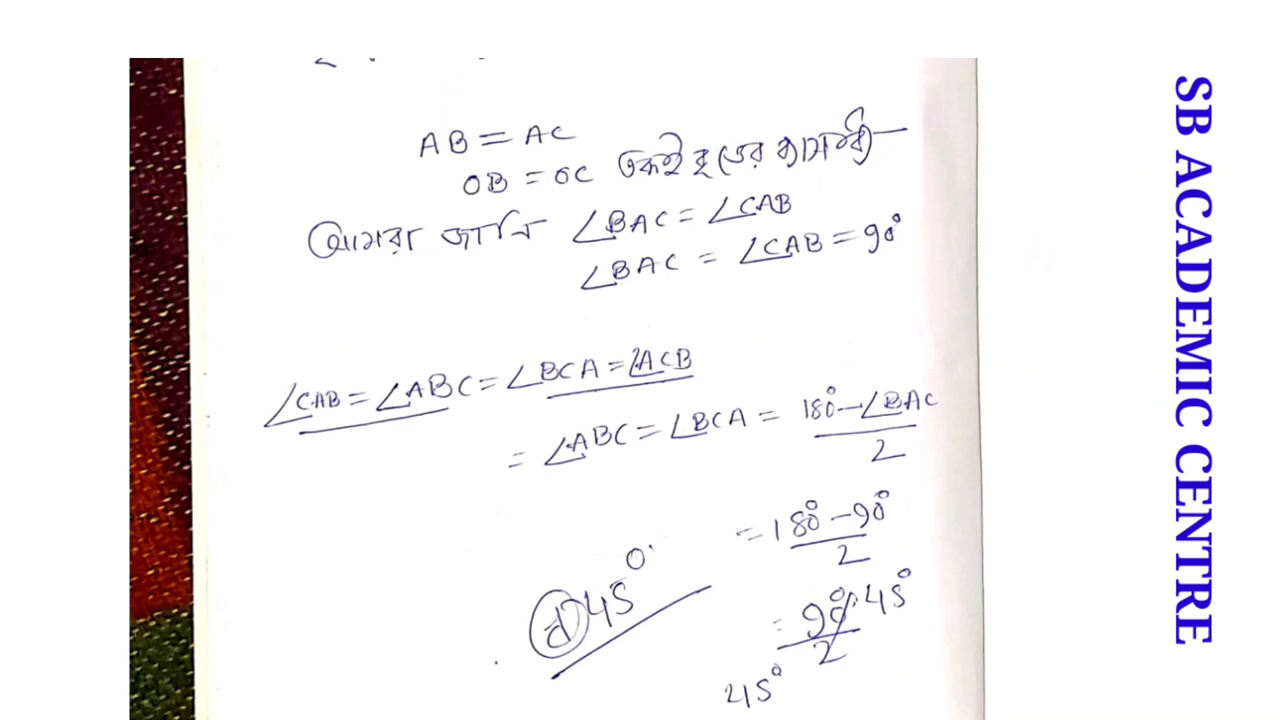 AB = AC
OB = OC একই বৃত্তের ব্যাসার্ধ
আমরা জানি ∠BAC = ∠CAB
∠BAC = ∠CAB = 90°
∠CAB = ∠ABC = ∠BCA = ∠ACB
= ∠ABC = ∠BCA = 180° - ∠BAC
2
= 180° - 90°
2
= 90° 45°
2
45°
d 45°
SB ACADEMIC CENTRE